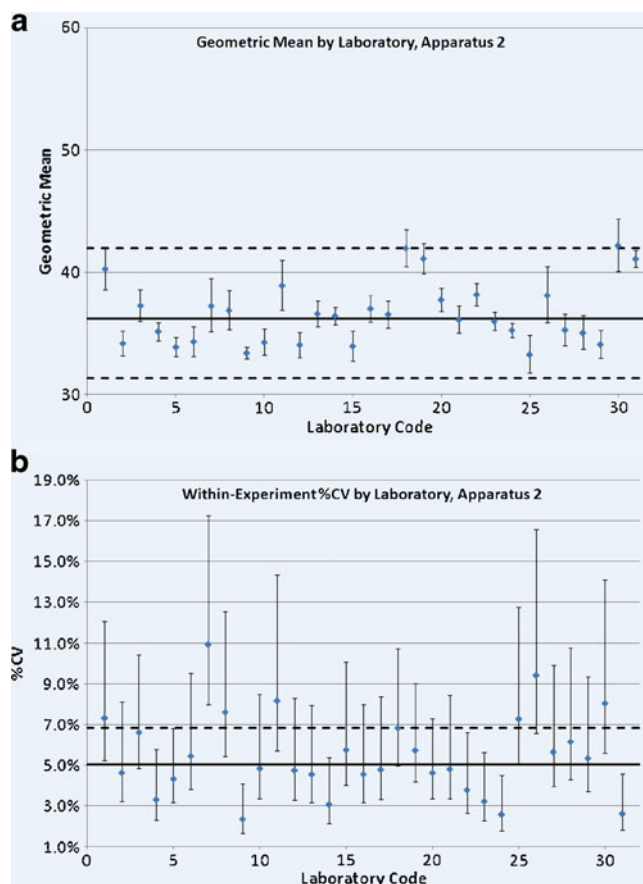 a
Geometric Mean by Laboratory, Apparatus 2
Geometric Mean
60
50
40
30
0 5 10 15 20 25 30
Laboratory Code
b
Within-Experiment %CV by Laboratory, Apparatus 2
%CV
19.0%
17.0%
15.0%
13.0%
11.0%
9.0%
7.0%
5.0%
3.0%
1.0%
0 5 10 15 20 25 30
Laboratory Code